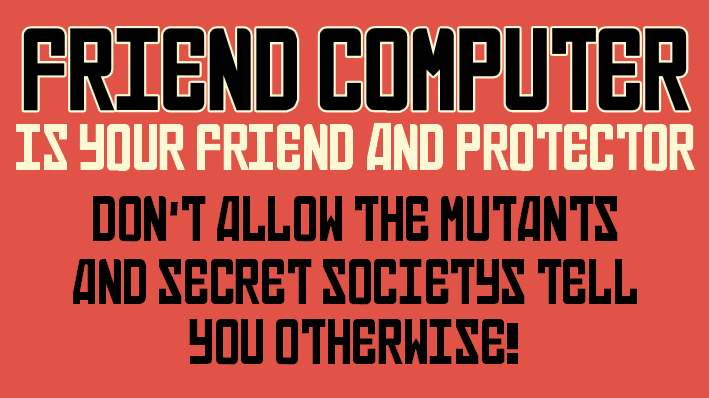 FRIEND COMPUTER
IS YOUR FRIEND AND PROTECTOR
DON'T ALLOW THE MUTANTS
AND SECRET SOCIETYS TELL
YOU OTHERWISE!